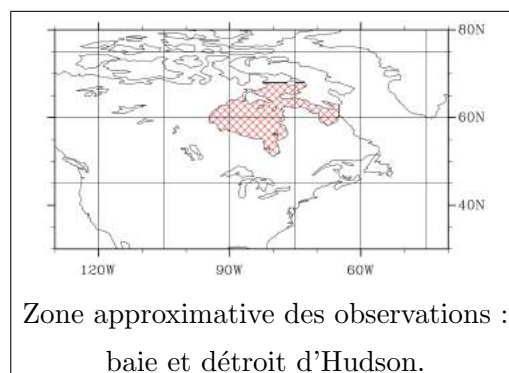 80N
60N
40N
120W 90W 60W
Zone approximative des observations :
baie et détroit d'Hudson.